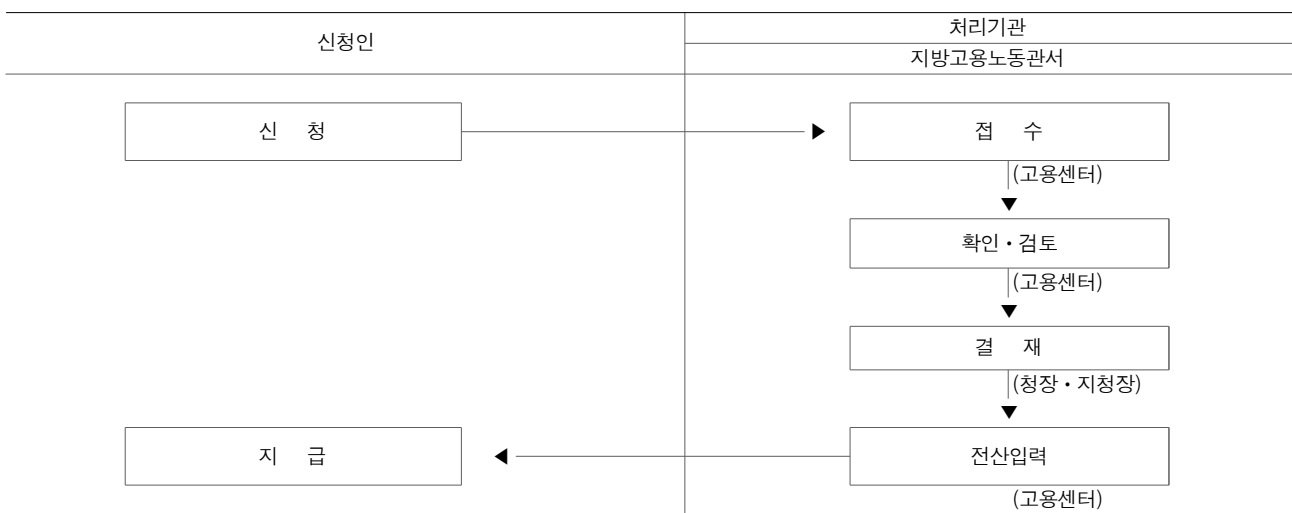 신청인
처리기관
지방고용노동관서
신 청
접 수
(고용센터)
확인・검토
(고용센터)
결 재
(청장・지청장)
지 급
전산입력
(고용센터)